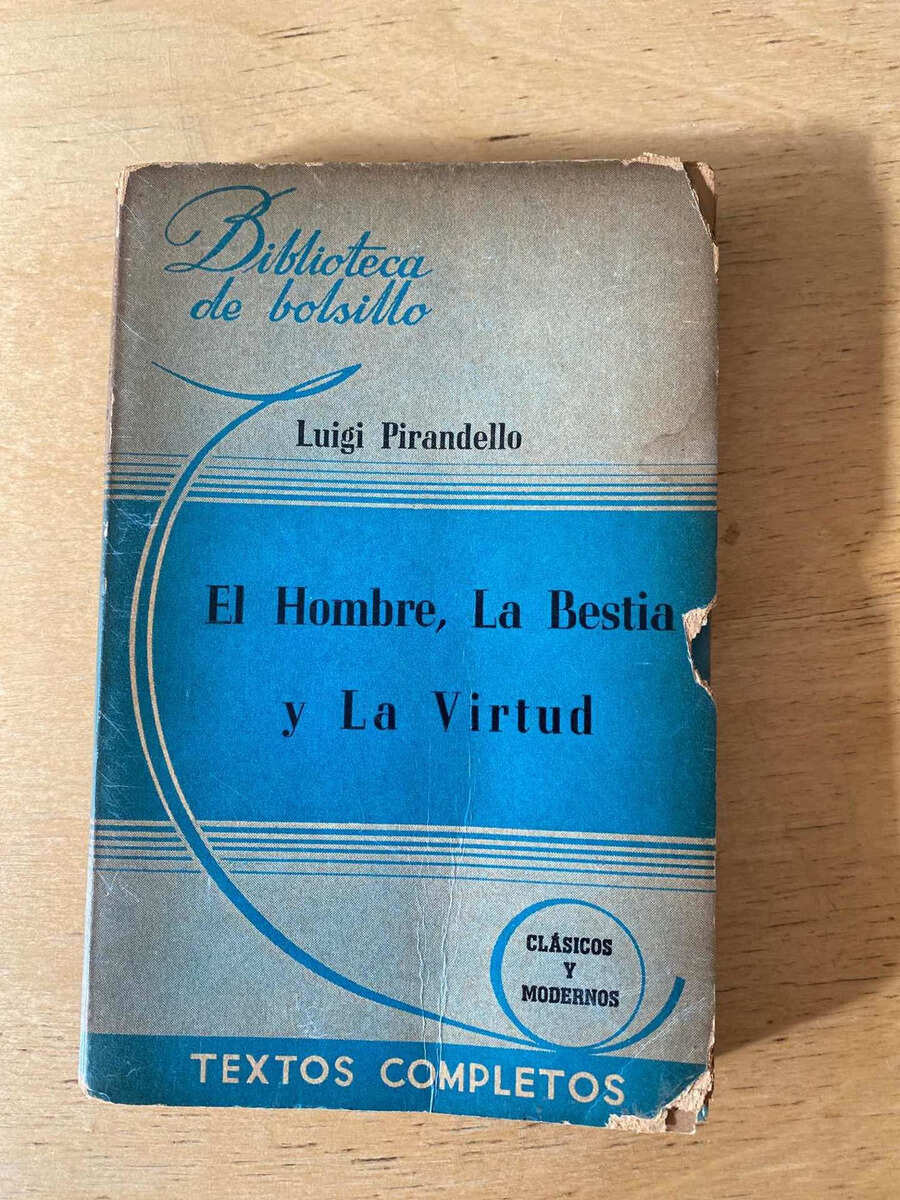 Biblioteca
de bolsillo
Luigi Pirandello
El Hombre, La Bestia
y La Virtud
CLÁSICOS
Y
MODERNOS
TEXTOS COMPLETOS